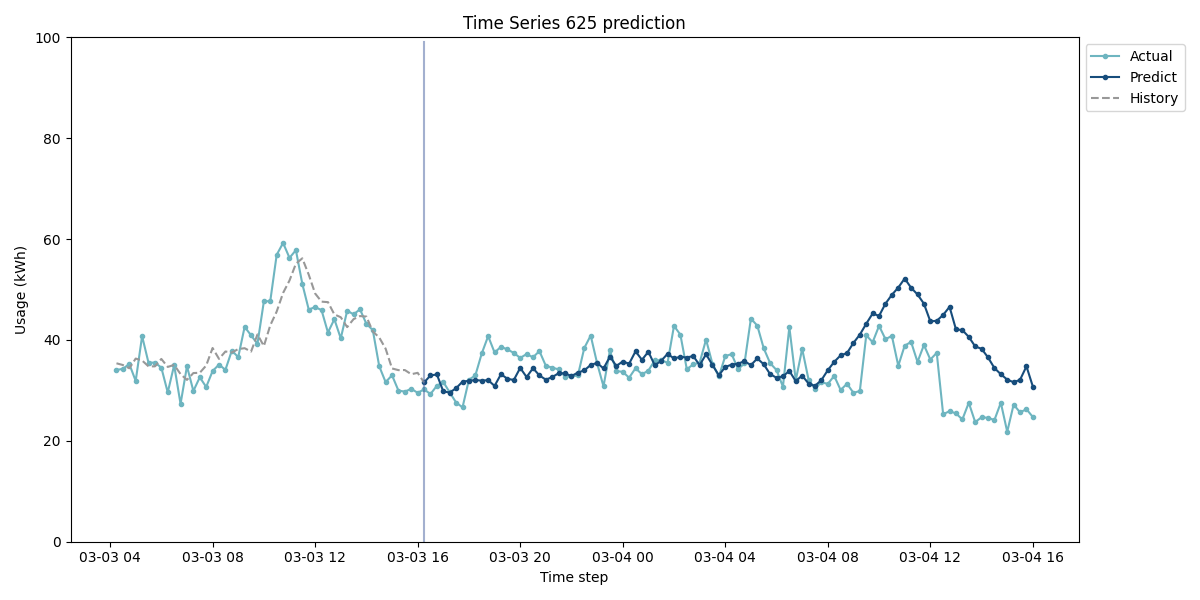 Time Series 625 prediction
100
80
60
40
20
0
Usage (kWh)
03-03 04 03-03 08 03-03 12 03-03 16 03-03 20 03-04 00 03-04 04 03-04 08 03-04 12 03-04 16
Time step
Actual
Predict
History